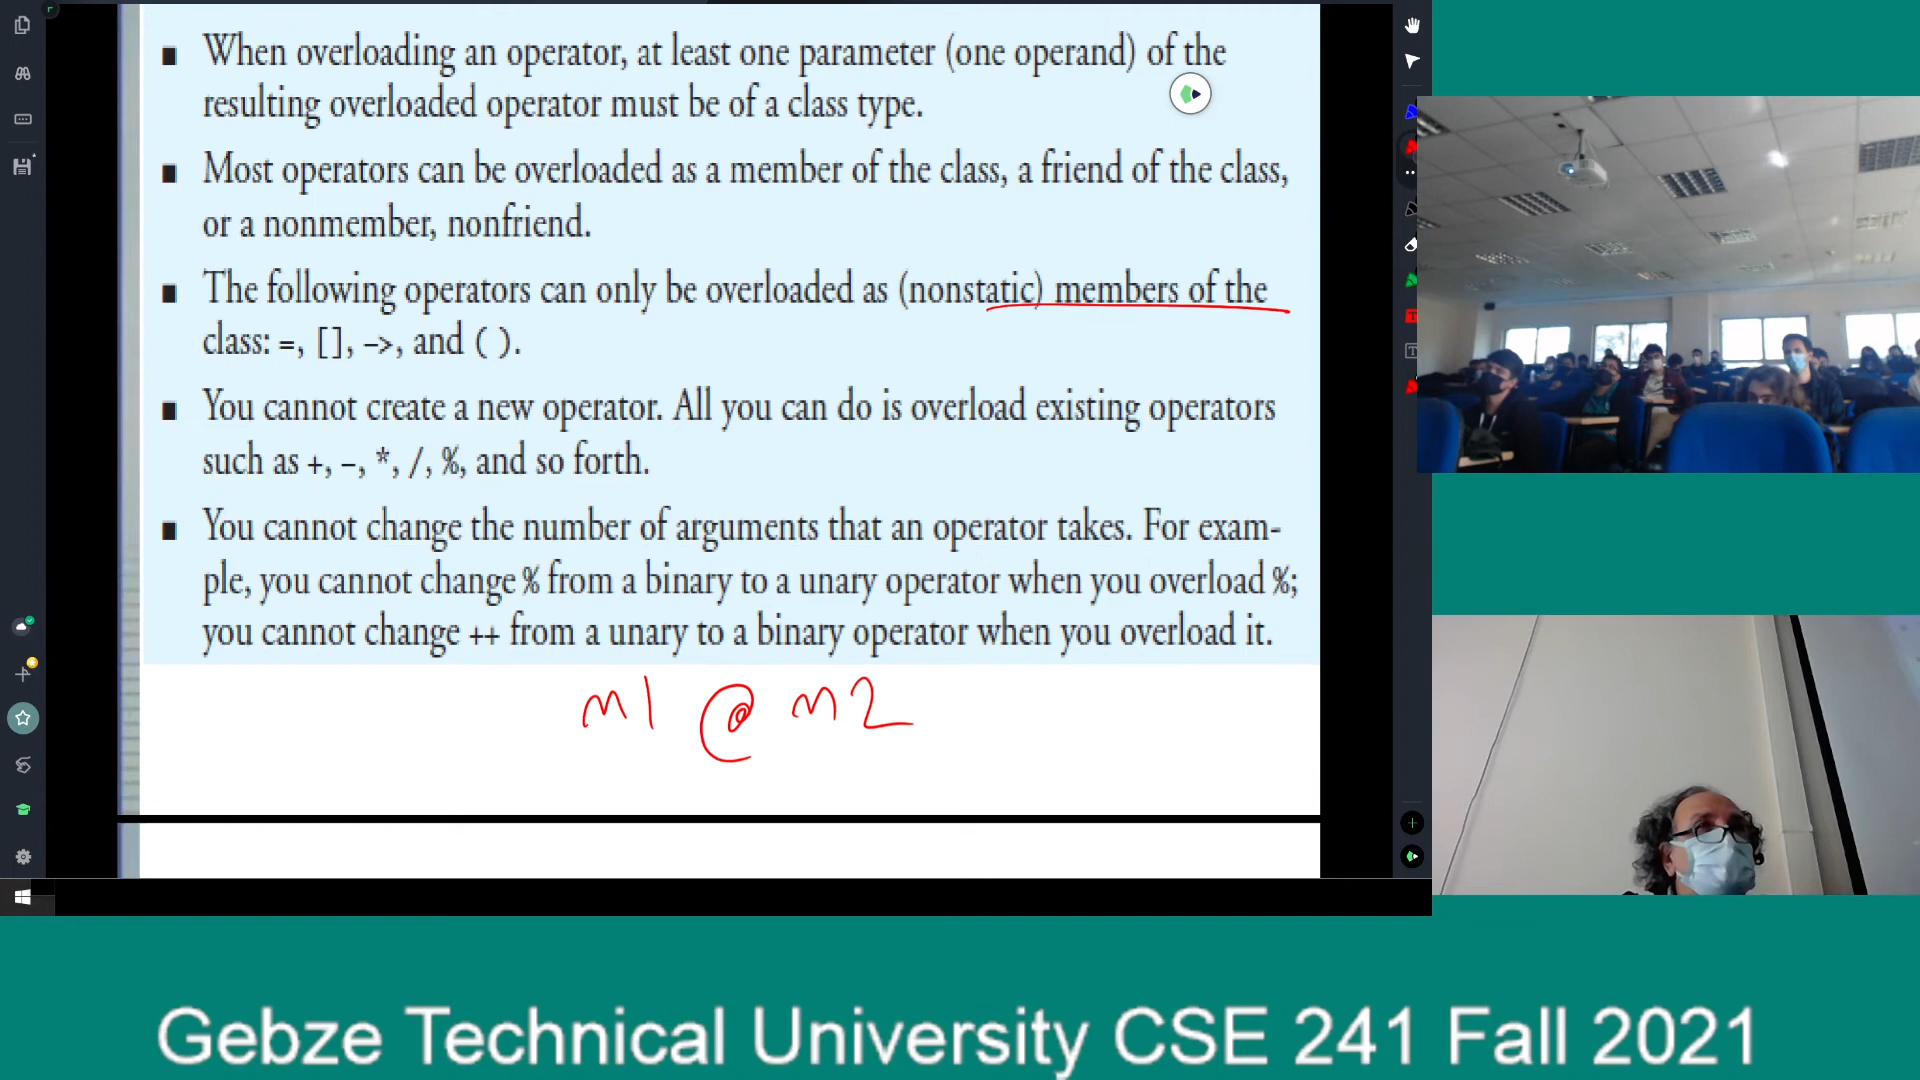 ■ When overloading an operator, at least one parameter (one operand) of the
resulting overloaded operator must be of a class type.
■ Most operators can be overloaded as a member of the class, a friend of the class,
or a nonmember, nonfriend.
■ The following operators can only be overloaded as (nonstatic) members of the
class: =, [], –>, and ( ).
■ You cannot create a new operator. All you can do is overload existing operators
such as +, –, *, /, %, and so forth.
■ You cannot change the number of arguments that an operator takes. For exam-
ple, you cannot change % from a binary to a unary operator when you overload %;
you cannot change ++ from a unary to a binary operator when you overload it.
m1 @ m2
Gebze Technical University CSE 241 Fall 2021